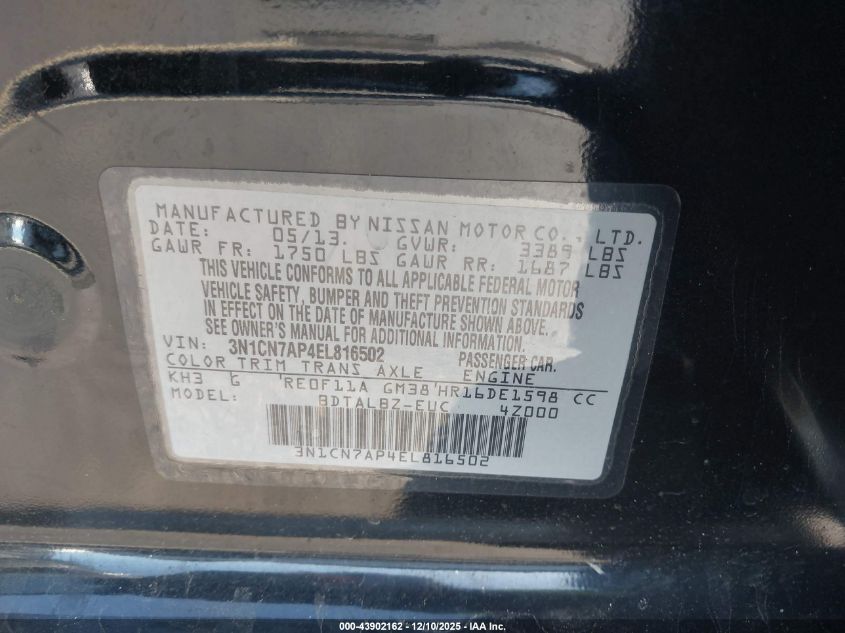 MANUFACTURED BY NISSAN MOTOR CO., LTD.
DATE: 05/13. GVWR: 3389 LBS
GAWR FR: 1750 LBS GAWR RR: 1687 LBS
THIS VEHICLE CONFORMS TO ALL APPLICABLE FEDERAL MOTOR
VEHICLE SAFETY, BUMPER AND THEFT PREVENTION STANDARDS
IN EFFECT ON THE DATE OF MANUFACTURE SHOWN ABOVE.
SEE OWNER'S MANUAL FOR ADDITIONAL INFORMATION.
VIN: 3N1CN7AP4EL816502 PASSENGER CAR.
COLOR TRIM TRANS AXLE ENGINE
KH3 G RE0F11A GM38 HR16DE1598 CC
MODEL: BDTALBZ-EUC 4Z000
3N1CN7AP4EL816502
000-43902162 - 12/10/2025 - IAA Inc.